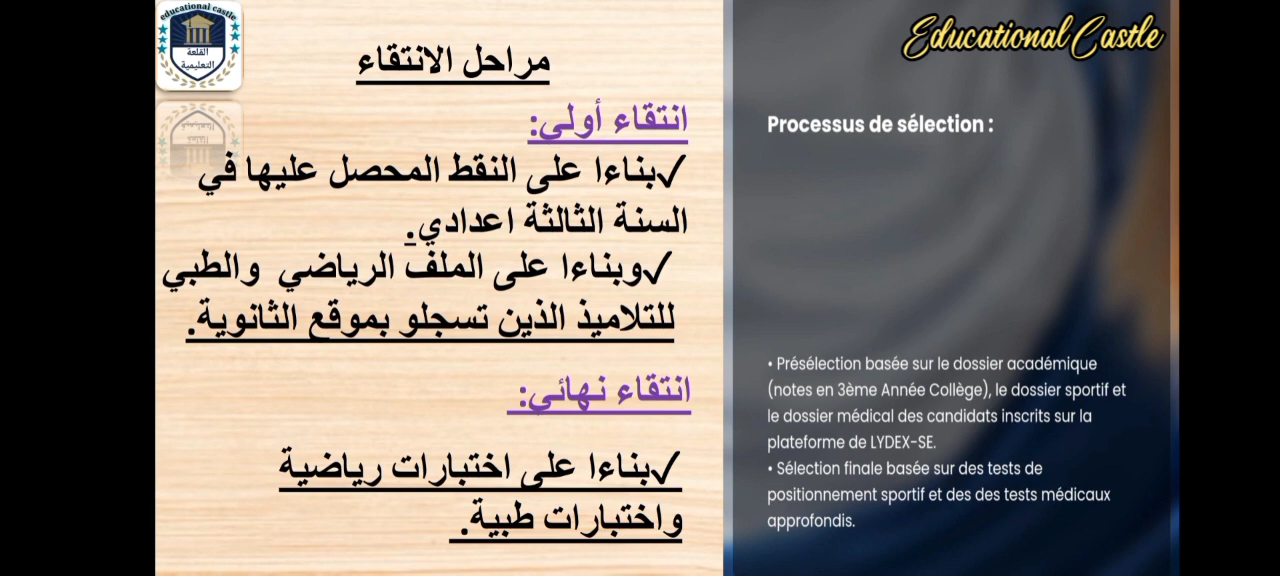 educational castle
القلعة
التعليمية
مراحل الانتقاء
انتقاء أولي:
✓بناءا على النقط المحصل عليها في
السنة الثالثة اعدادي.
✓وبناءا على الملف الرياضي والطبي
للتلاميذ الذين تسجلو بموقع الثانوية.
انتقاء نهائي:
✓بناءا على اختبارات رياضية
واختبارات طبية.
Educational Castle
Processus de sélection :
• Présélection basée sur le dossier académique
(notes en 3ème Année Collège), le dossier sportif et
le dossier médical des candidats inscrits sur la
plateforme de LYDEX-SE.
• Sélection finale basée sur des tests de
positionnement sportif et des des tests médicaux
approfondis.